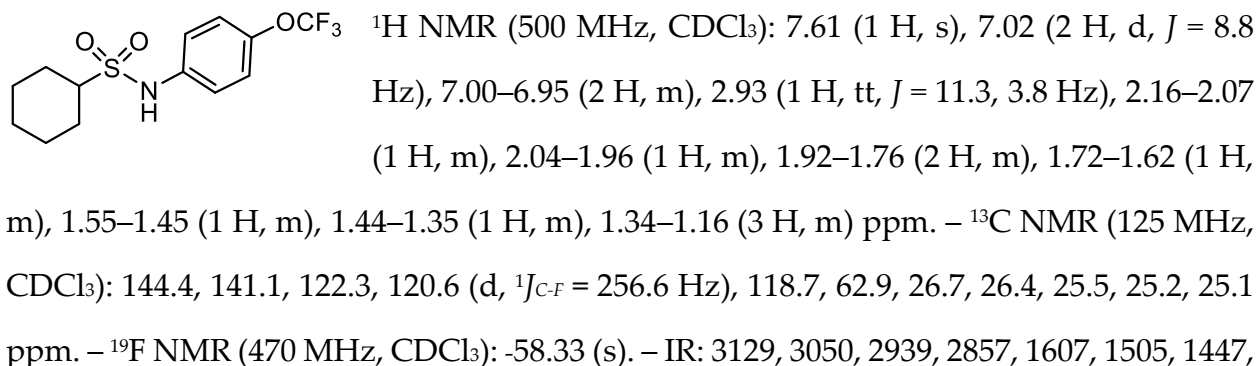 OCF₃
O O
S
N
H
¹H NMR (500 MHz, CDCl₃): 7.61 (1 H, s), 7.02 (2 H, d, J = 8.8
Hz), 7.00–6.95 (2 H, m), 2.93 (1 H, tt, J = 11.3, 3.8 Hz), 2.16–2.07
(1 H, m), 2.04–1.96 (1 H, m), 1.92–1.76 (2 H, m), 1.72–1.62 (1 H,
m), 1.55–1.45 (1 H, m), 1.44–1.35 (1 H, m), 1.34–1.16 (3 H, m) ppm. – ¹³C NMR (125 MHz,
CDCl₃): 144.4, 141.1, 122.3, 120.6 (d, ¹J_C-F = 256.6 Hz), 118.7, 62.9, 26.7, 26.4, 25.5, 25.2, 25.1
ppm. – ¹⁹F NMR (470 MHz, CDCl₃): -58.33 (s). – IR: 3129, 3050, 2939, 2857, 1607, 1505, 1447,